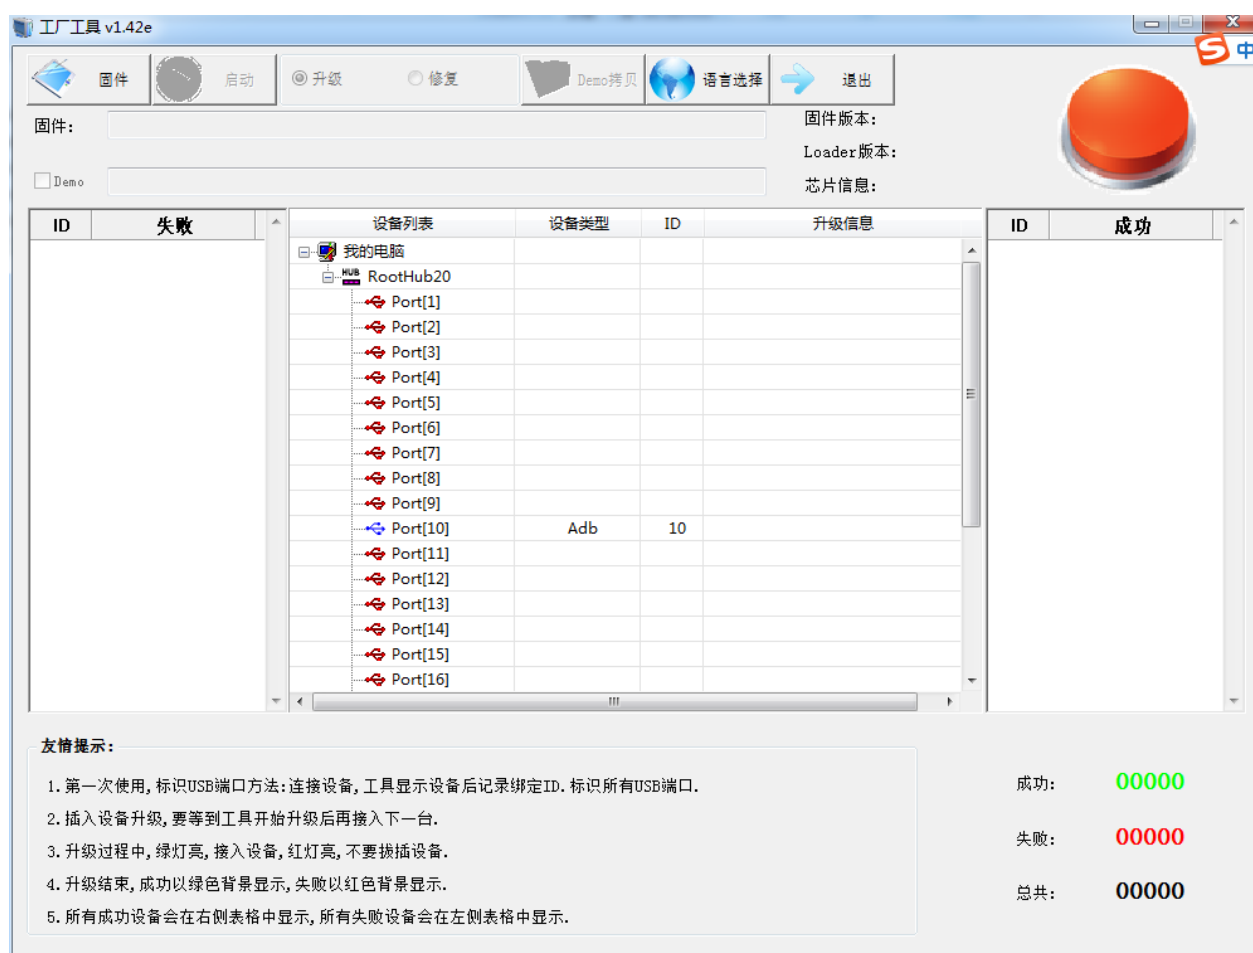 工厂工具 v1.42e
中
固件 启动 升级 修复 Demo拷贝 语言选择 退出
固件:
固件版本:
Loader版本:
Demo
芯片信息:
ID 失败 设备列表 设备类型 ID 升级信息 ID 成功
我的电脑
HUB RootHub20
Port[1]
Port[2]
Port[3]
Port[4]
Port[5]
Port[6]
Port[7]
Port[8]
Port[9]
Port[10] Adb 10
Port[11]
Port[12]
Port[13]
Port[14]
Port[15]
Port[16]
友情提示:
1.第一次使用,标识USB端口方法:连接设备,工具显示设备后记录绑定ID.标识所有USB端口.
2.插入设备升级,要等到工具开始升级后再接入下一台.
3.升级过程中,绿灯亮,接入设备,红灯亮,不要拔插设备.
4.升级结束,成功以绿色背景显示,失败以红色背景显示.
5.所有成功设备会在右侧表格中显示,所有失败设备会在左侧表格中显示.
成功: 00000
失败: 00000
总共: 00000